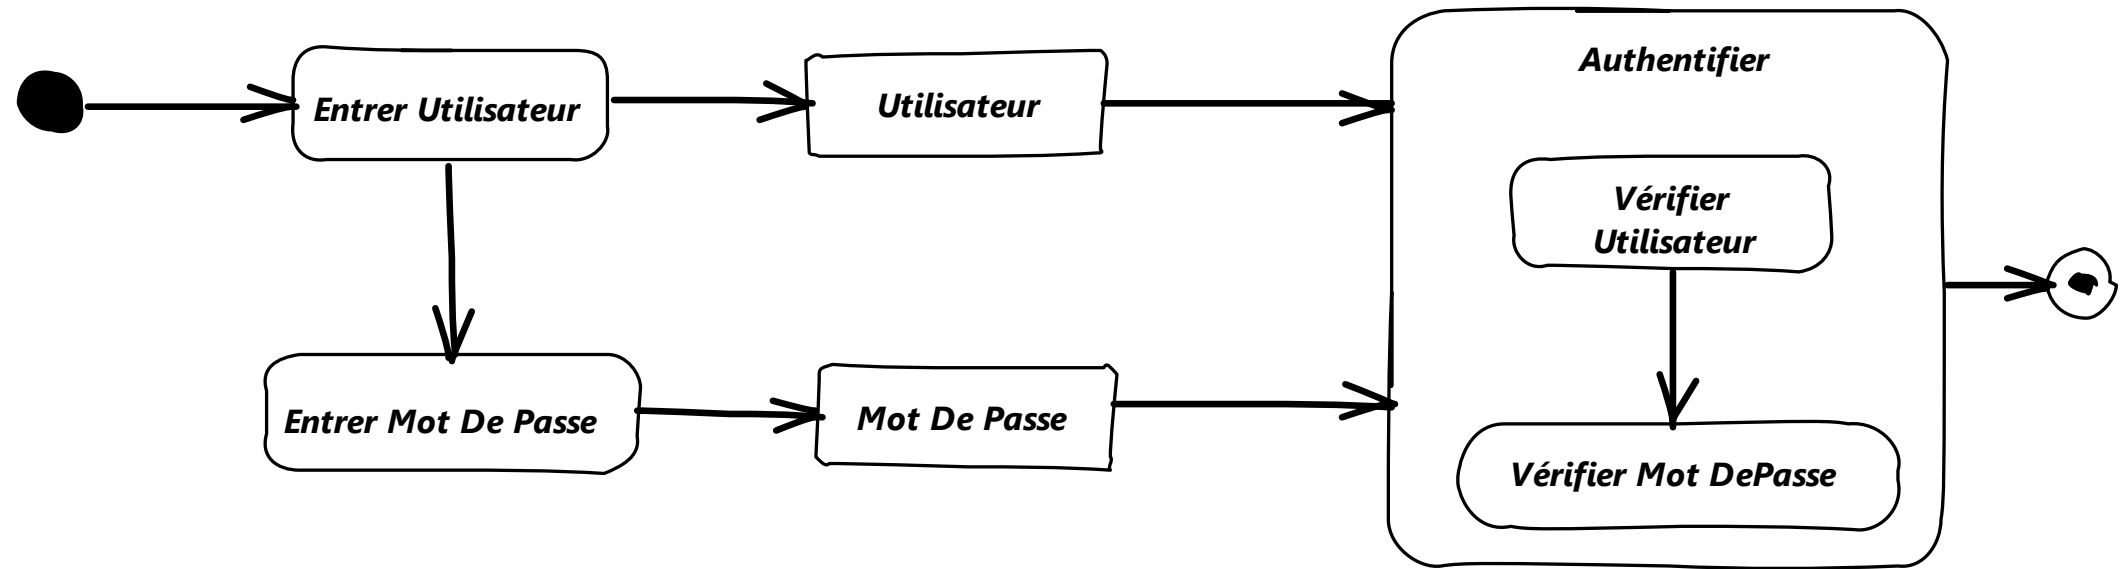 Authentifier
Entrer Utilisateur
Utilisateur
Vérifier
Utilisateur
Entrer Mot De Passe
Mot De Passe
Vérifier Mot DePasse